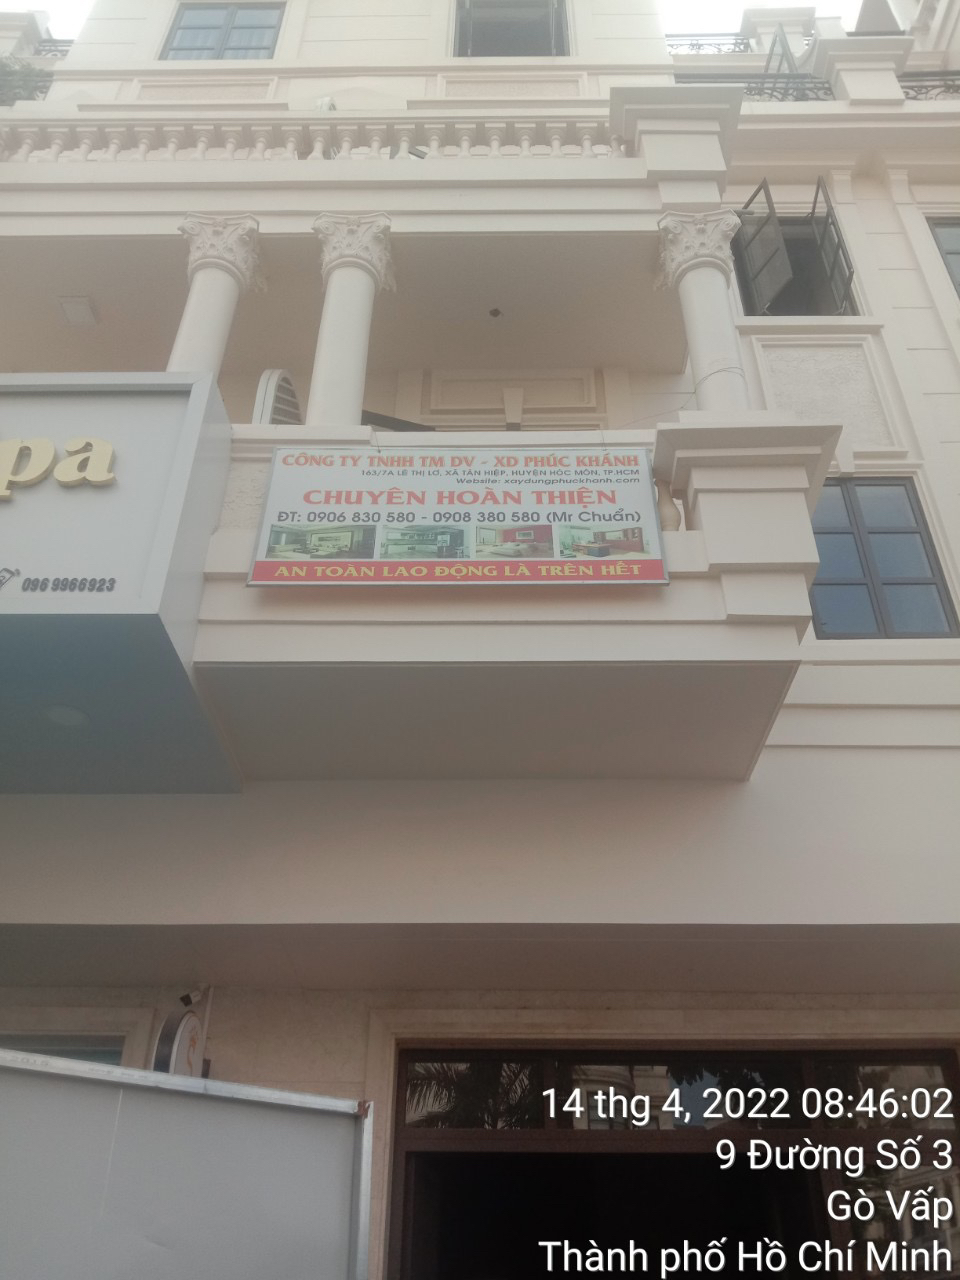 pa
096 9966923
CÔNG TY TNHH TM DV - XD PHÚC KHÁNH
163/7A LÊ THỊ LƠ, XÃ TÂN HIỆP, HUYỆN HÓC MÔN, TP.HCM
Website: xaydungphuckhanh.com
CHUYÊN HOÀN THIỆN
ĐT: 0906 830 580 - 0908 380 580 (Mr Chuẩn)
AN TOÀN LAO ĐỘNG LÀ TRÊN HẾT
14 thg 4, 2022 08:46:02
9 Đường Số 3
Gò Vấp
Thành phố Hồ Chí Minh